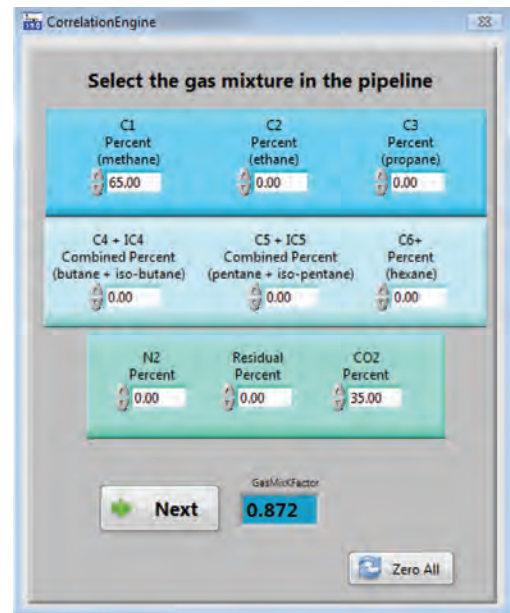 CorrelationEngine
Select the gas mixture in the pipeline
C1 C2 C3
Percent Percent Percent
(methane) (ethane) (propane)
65.00 0.00 0.00
C4 + IC4 C5 + IC5 C6+
Combined Percent Combined Percent Percent
(butane + iso-butane) (pentane + iso-pentane) (hexane)
0.00 0.00 0.00
N2 Residual CO2
Percent Percent Percent
0.00 0.00 35.00
GasMixKFactor
Next 0.872
Zero All